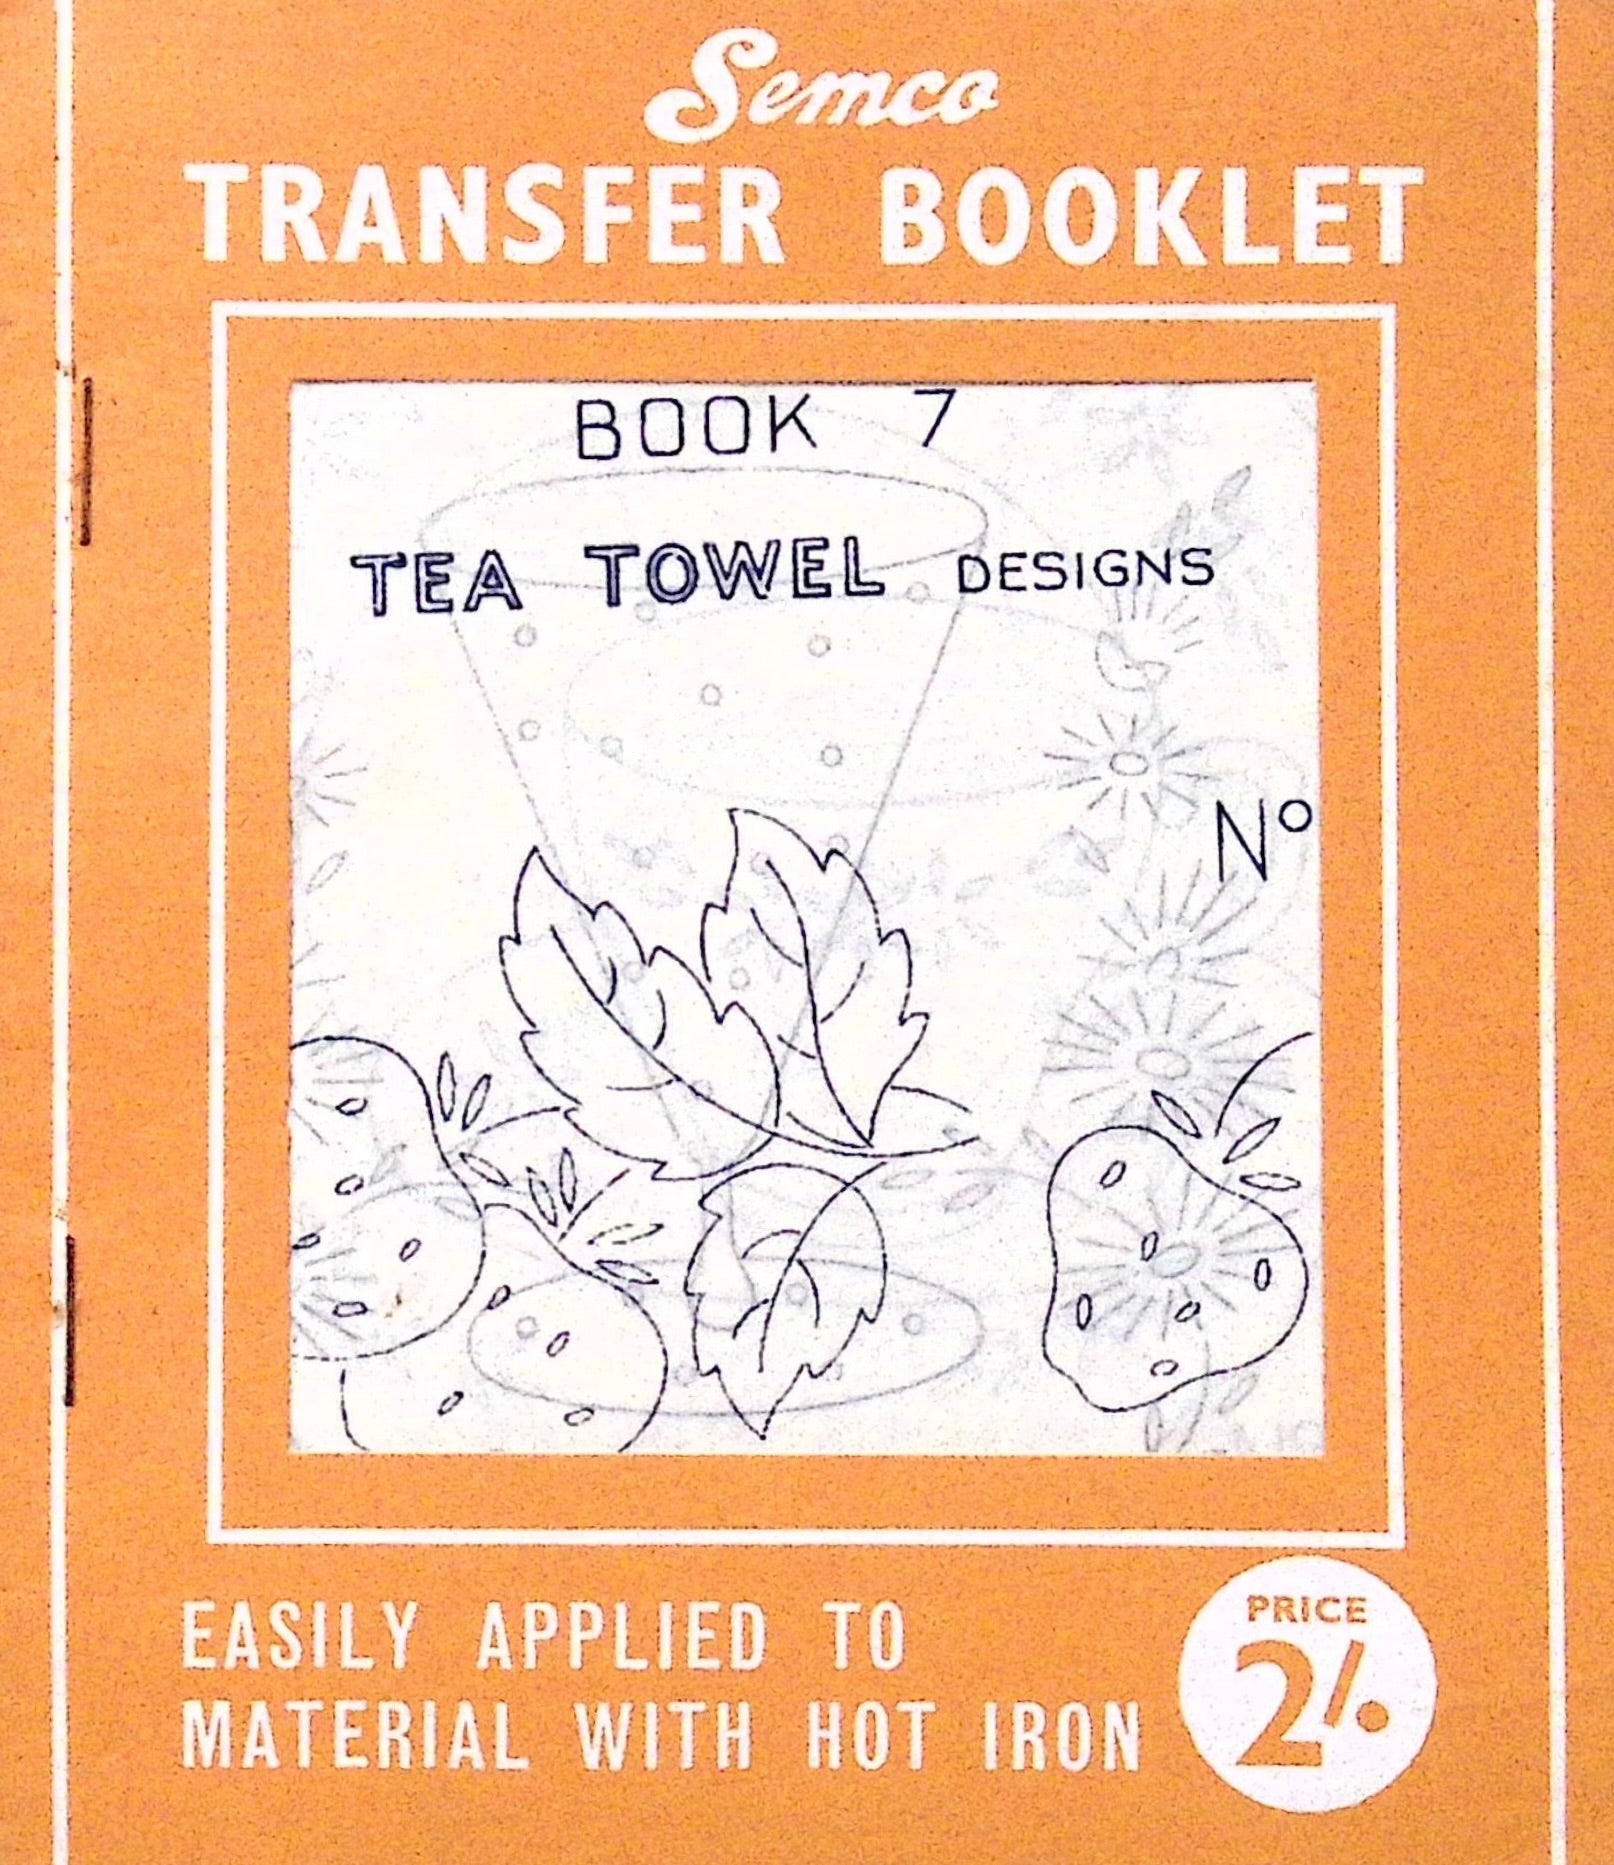 Semco
TRANSFER BOOKLET
BOOK 7
TEA TOWEL DESIGNS
Nº
EASILY APPLIED TO
MATERIAL WITH HOT IRON
PRICE
2/.